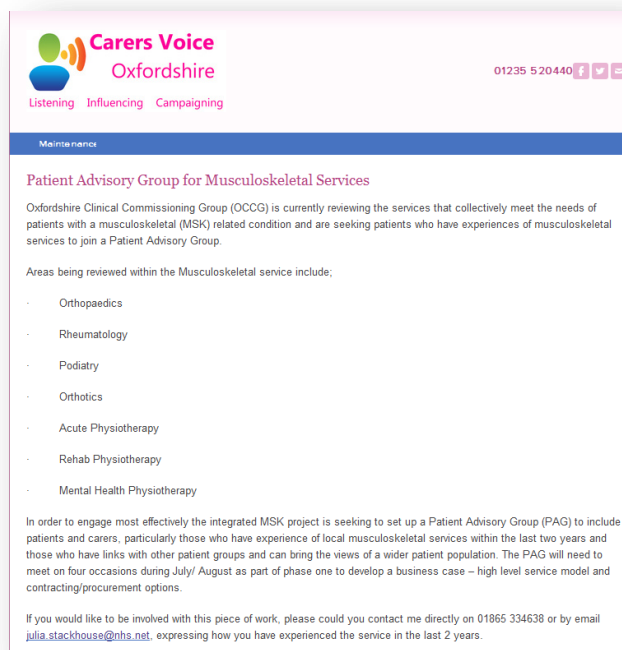 Carers Voice
Oxfordshire
Listening Influencing Campaigning
01235 520440
Maintenance
Patient Advisory Group for Musculoskeletal Services
Oxfordshire Clinical Commissioning Group (OCCG) is currently reviewing the services that collectively meet the needs of
patients with a musculoskeletal (MSK) related condition and are seeking patients who have experiences of musculoskeletal
services to join a Patient Advisory Group.
Areas being reviewed within the Musculoskeletal service include;
· Orthopaedics
· Rheumatology
· Podiatry
· Orthotics
· Acute Physiotherapy
· Rehab Physiotherapy
· Mental Health Physiotherapy
In order to engage most effectively the integrated MSK project is seeking to set up a Patient Advisory Group (PAG) to include
patients and carers, particularly those who have experience of local musculoskeletal services within the last two years and
those who have links with other patient groups and can bring the views of a wider patient population. The PAG will need to
meet on four occasions during July/ August as part of phase one to develop a business case – high level service model and
contracting/procurement options.
If you would like to be involved with this piece of work, please could you contact me directly on 01865 334638 or by email
julia.stackhouse@nhs.net, expressing how you have experienced the service in the last 2 years.